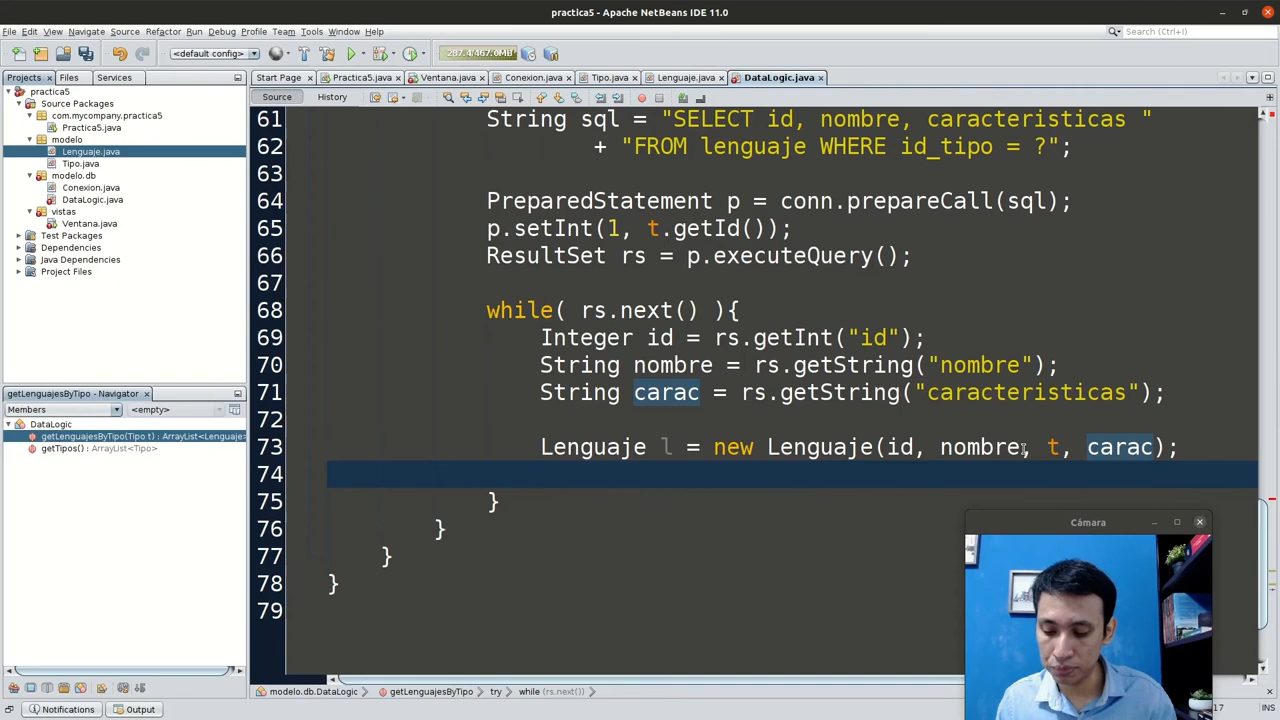 practica5 - Apache NetBeans IDE 11.0
File Edit View Navigate Source Refactor Run Debug Profile Team Tools Window Help
Search (Ctrl+I)
<default config>
287.4/467.0MB
Projects Files Services
Start Page Practica5.java Ventana.java Conexion.java Tipo.java Lenguaje.java DataLogic.java
Source History
practica5
Source Packages
com.mycompany.practica5
Practica5.java
modelo
Lenguaje.java
Tipo.java
modelo.db
Conexion.java
DataLogic.java
vistas
Ventana.java
Test Packages
Dependencies
Java Dependencies
Project Files
getLenguajesByTipo - Navigator
Members <empty>
DataLogic
getLenguajesByTipo(Tipo t) : ArrayList<Lenguaje>
getTipos() : ArrayList<Tipo>
61 String sql = "SELECT id, nombre, caracteristicas "
62 + "FROM lenguaje WHERE id_tipo = ?";
63
64 PreparedStatement p = conn.prepareCall(sql);
65 p.setInt(1, t.getId());
66 ResultSet rs = p.executeQuery();
67
68 while( rs.next() ){
69 Integer id = rs.getInt("id");
70 String nombre = rs.getString("nombre");
71 String carac = rs.getString("caracteristicas");
72
73 Lenguaje l = new Lenguaje(id, nombre, t, carac);
74
75 }
76 }
77 }
78 }
79
Cámara
modelo.db.DataLogic getLenguajesByTipo try while (rs.next())
17 INS
Notifications Output